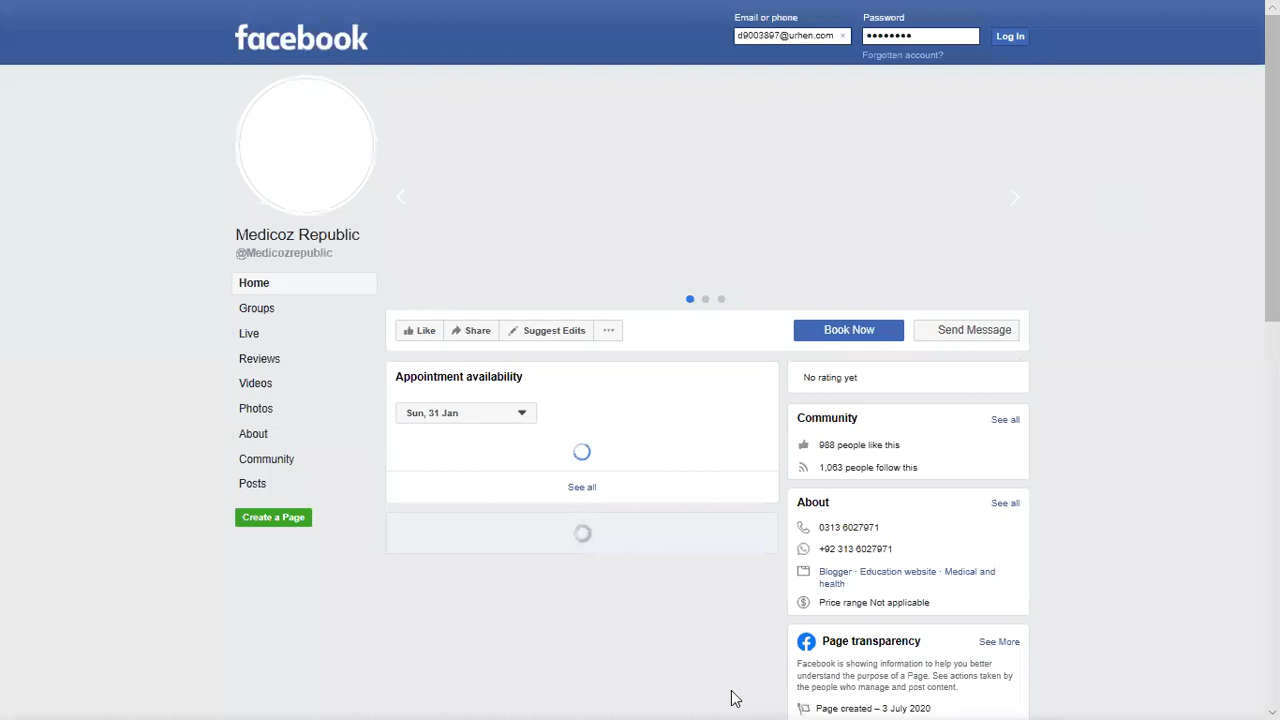 facebook
Email or phone
Password
d9003897@urhen.com
••••••••
Log In
Forgotten account?
Medicoz Republic
@Medicozrepublic
Home
Groups
Live
Reviews
Videos
Photos
About
Community
Posts
Create a Page
Like
Share
Suggest Edits
Book Now
Send Message
Appointment availability
Sun, 31 Jan
See all
No rating yet
Community
See all
988 people like this
1,063 people follow this
About
See all
0313 6027971
+92 313 6027971
Blogger · Education website · Medical and
health
Price range Not applicable
Page transparency
See More
Facebook is showing information to help you better
understand the purpose of a Page. See actions taken by
the people who manage and post content.
Page created – 3 July 2020